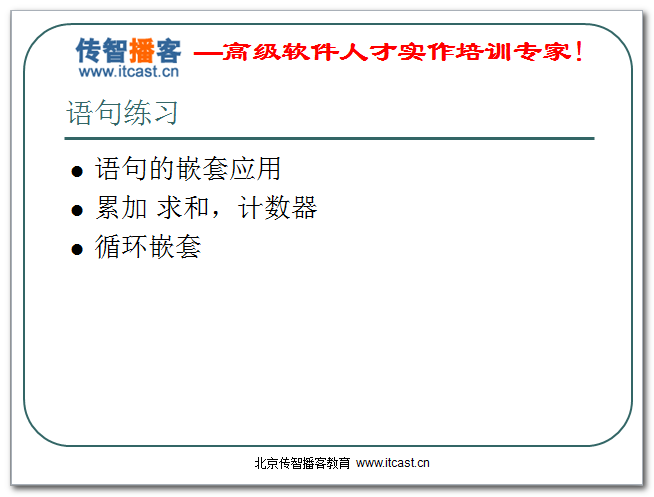 传智播客 —高级软件人才实作培训专家!
www.itcast.cn
语句练习
● 语句的嵌套应用
● 累加 求和，计数器
● 循环嵌套
北京传智播客教育 www.itcast.cn